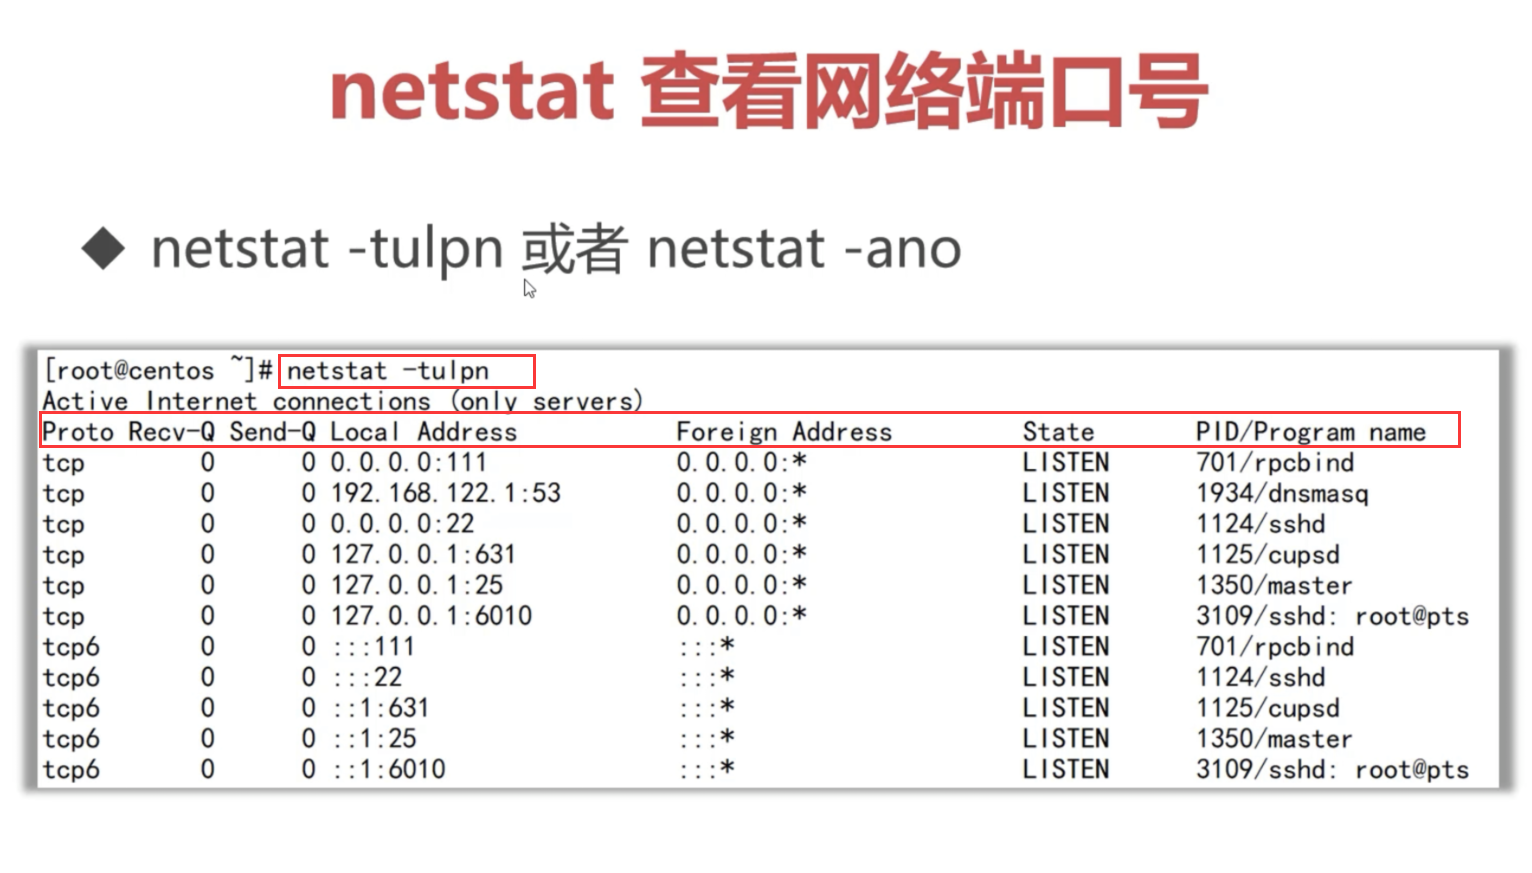 netstat 查看网络端口号
◆ netstat -tulpn 或者 netstat -ano
[root@centos ~]# netstat -tulpn
Active Internet connections (only servers)
Proto Recv-Q Send-Q Local Address Foreign Address State PID/Program name
tcp 0 0 0.0.0.0:111 0.0.0.0:* LISTEN 701/rpcbind
tcp 0 0 192.168.122.1:53 0.0.0.0:* LISTEN 1934/dnsmasq
tcp 0 0 0.0.0.0:22 0.0.0.0:* LISTEN 1124/sshd
tcp 0 0 127.0.0.1:631 0.0.0.0:* LISTEN 1125/cupsd
tcp 0 0 127.0.0.1:25 0.0.0.0:* LISTEN 1350/master
tcp 0 0 127.0.0.1:6010 0.0.0.0:* LISTEN 3109/sshd: root@pts
tcp6 0 0 :::111 :::* LISTEN 701/rpcbind
tcp6 0 0 :::22 :::* LISTEN 1124/sshd
tcp6 0 0 ::1:631 :::* LISTEN 1125/cupsd
tcp6 0 0 ::1:25 :::* LISTEN 1350/master
tcp6 0 0 ::1:6010 :::* LISTEN 3109/sshd: root@pts